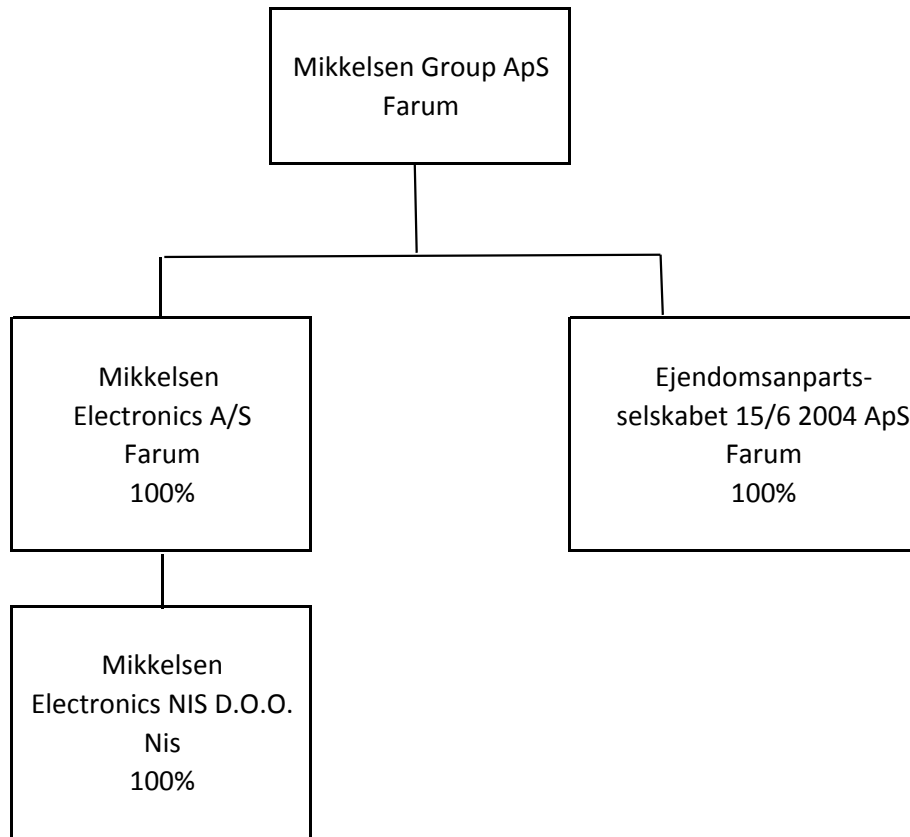 Mikkelsen Group ApS
Farum
Mikkelsen
Electronics A/S
Farum
100%
Ejendomsanparts-
selskabet 15/6 2004 ApS
Farum
100%
Mikkelsen
Electronics NIS D.O.O.
Nis
100%